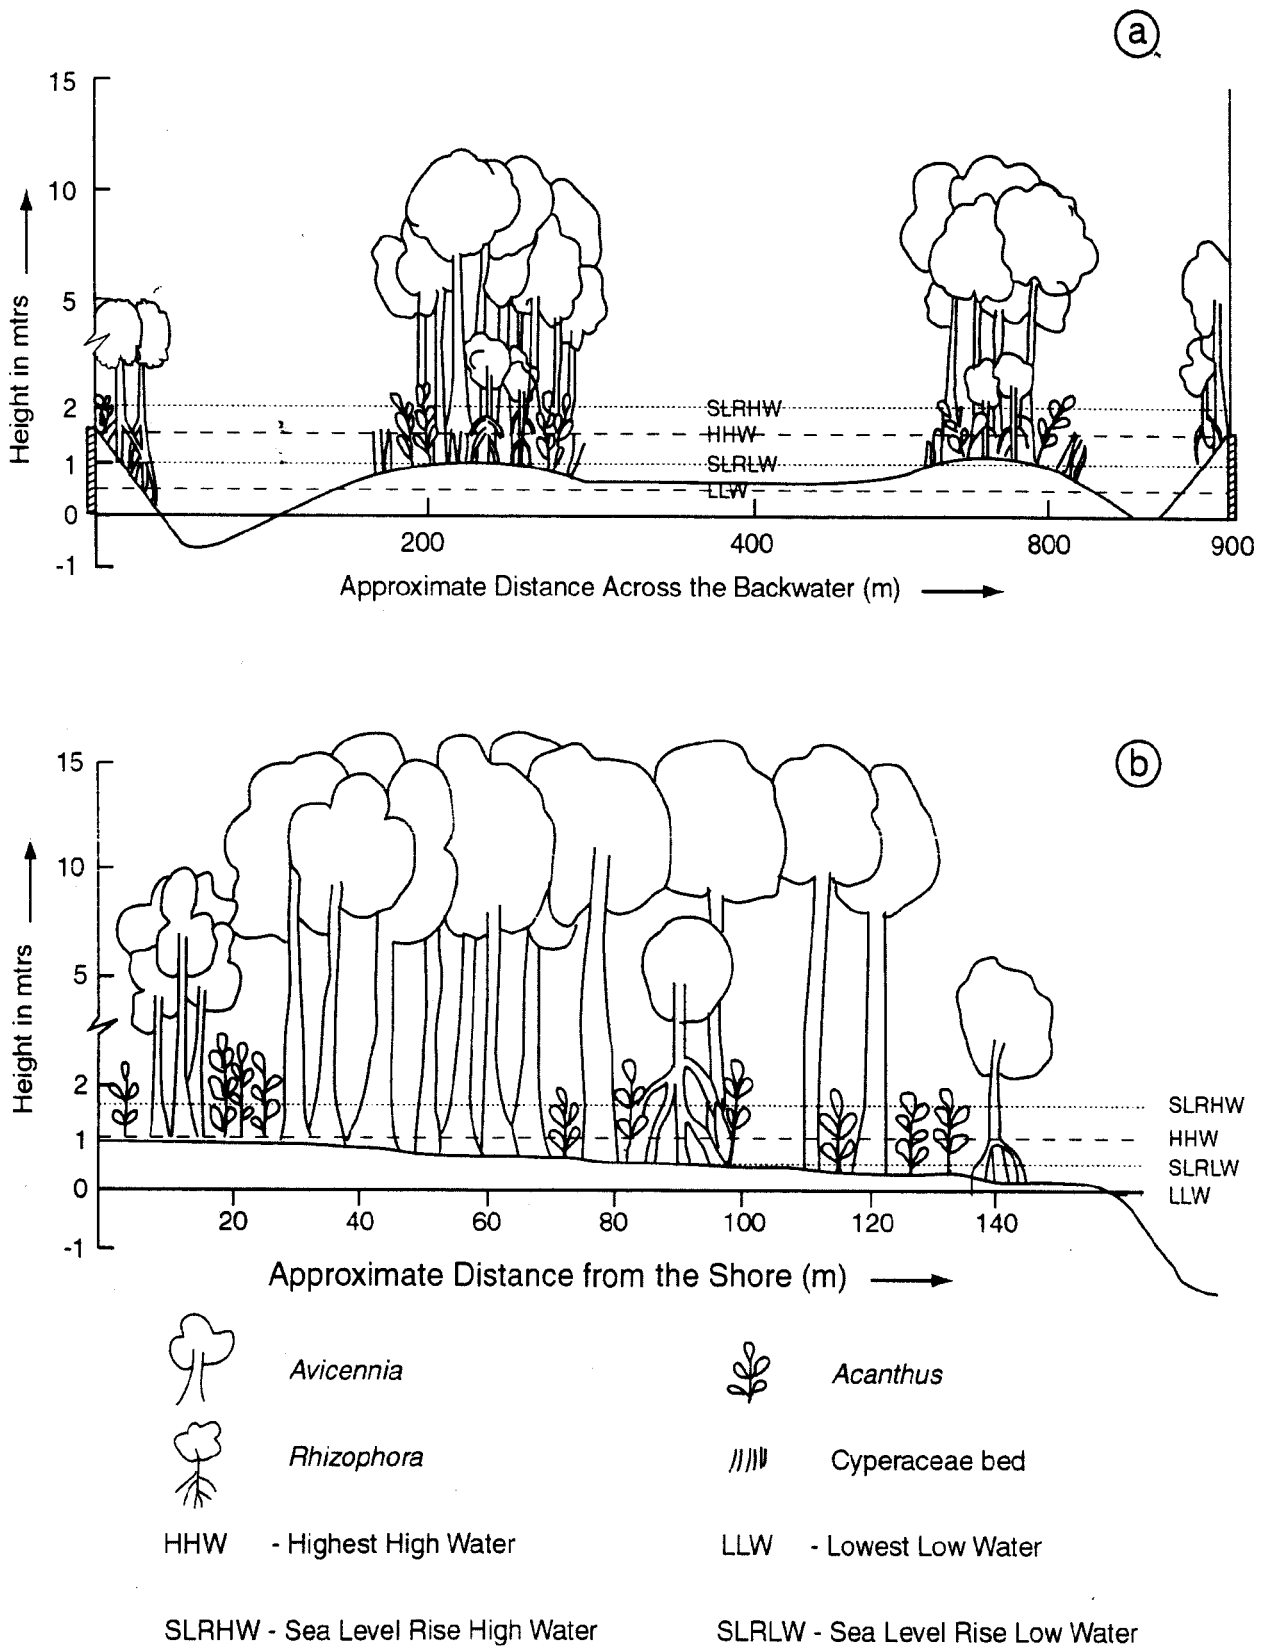 a
15
10
5
2
1
0
-1
Height in mtrs
SLRHW
HHW
SLRLW
LLW
200 400 800 900
Approximate Distance Across the Backwater (m)
b
15
10
5
2
1
0
-1
Height in mtrs
SLRHW
HHW
SLRLW
LLW
20 40 60 80 100 120 140
Approximate Distance from the Shore (m)
Avicennia
Acanthus
Rhizophora
Cyperaceae bed
HHW - Highest High Water
LLW - Lowest Low Water
SLRHW - Sea Level Rise High Water
SLRLW - Sea Level Rise Low Water